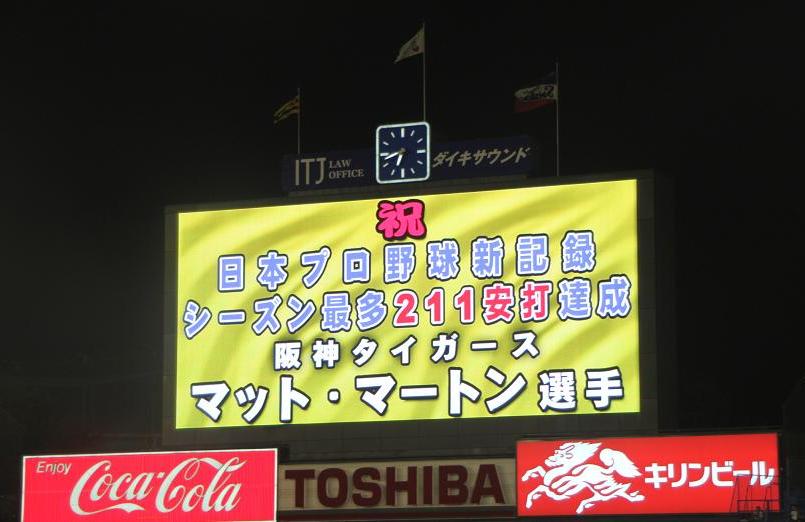 ITJ LAW OFFICE
ダイキサウンド
祝
日本プロ野球新記録
シーズン最多211安打達成
阪神タイガース
マット・マートン選手
Enjoy
Coca-Cola
TOSHIBA
キリンビール